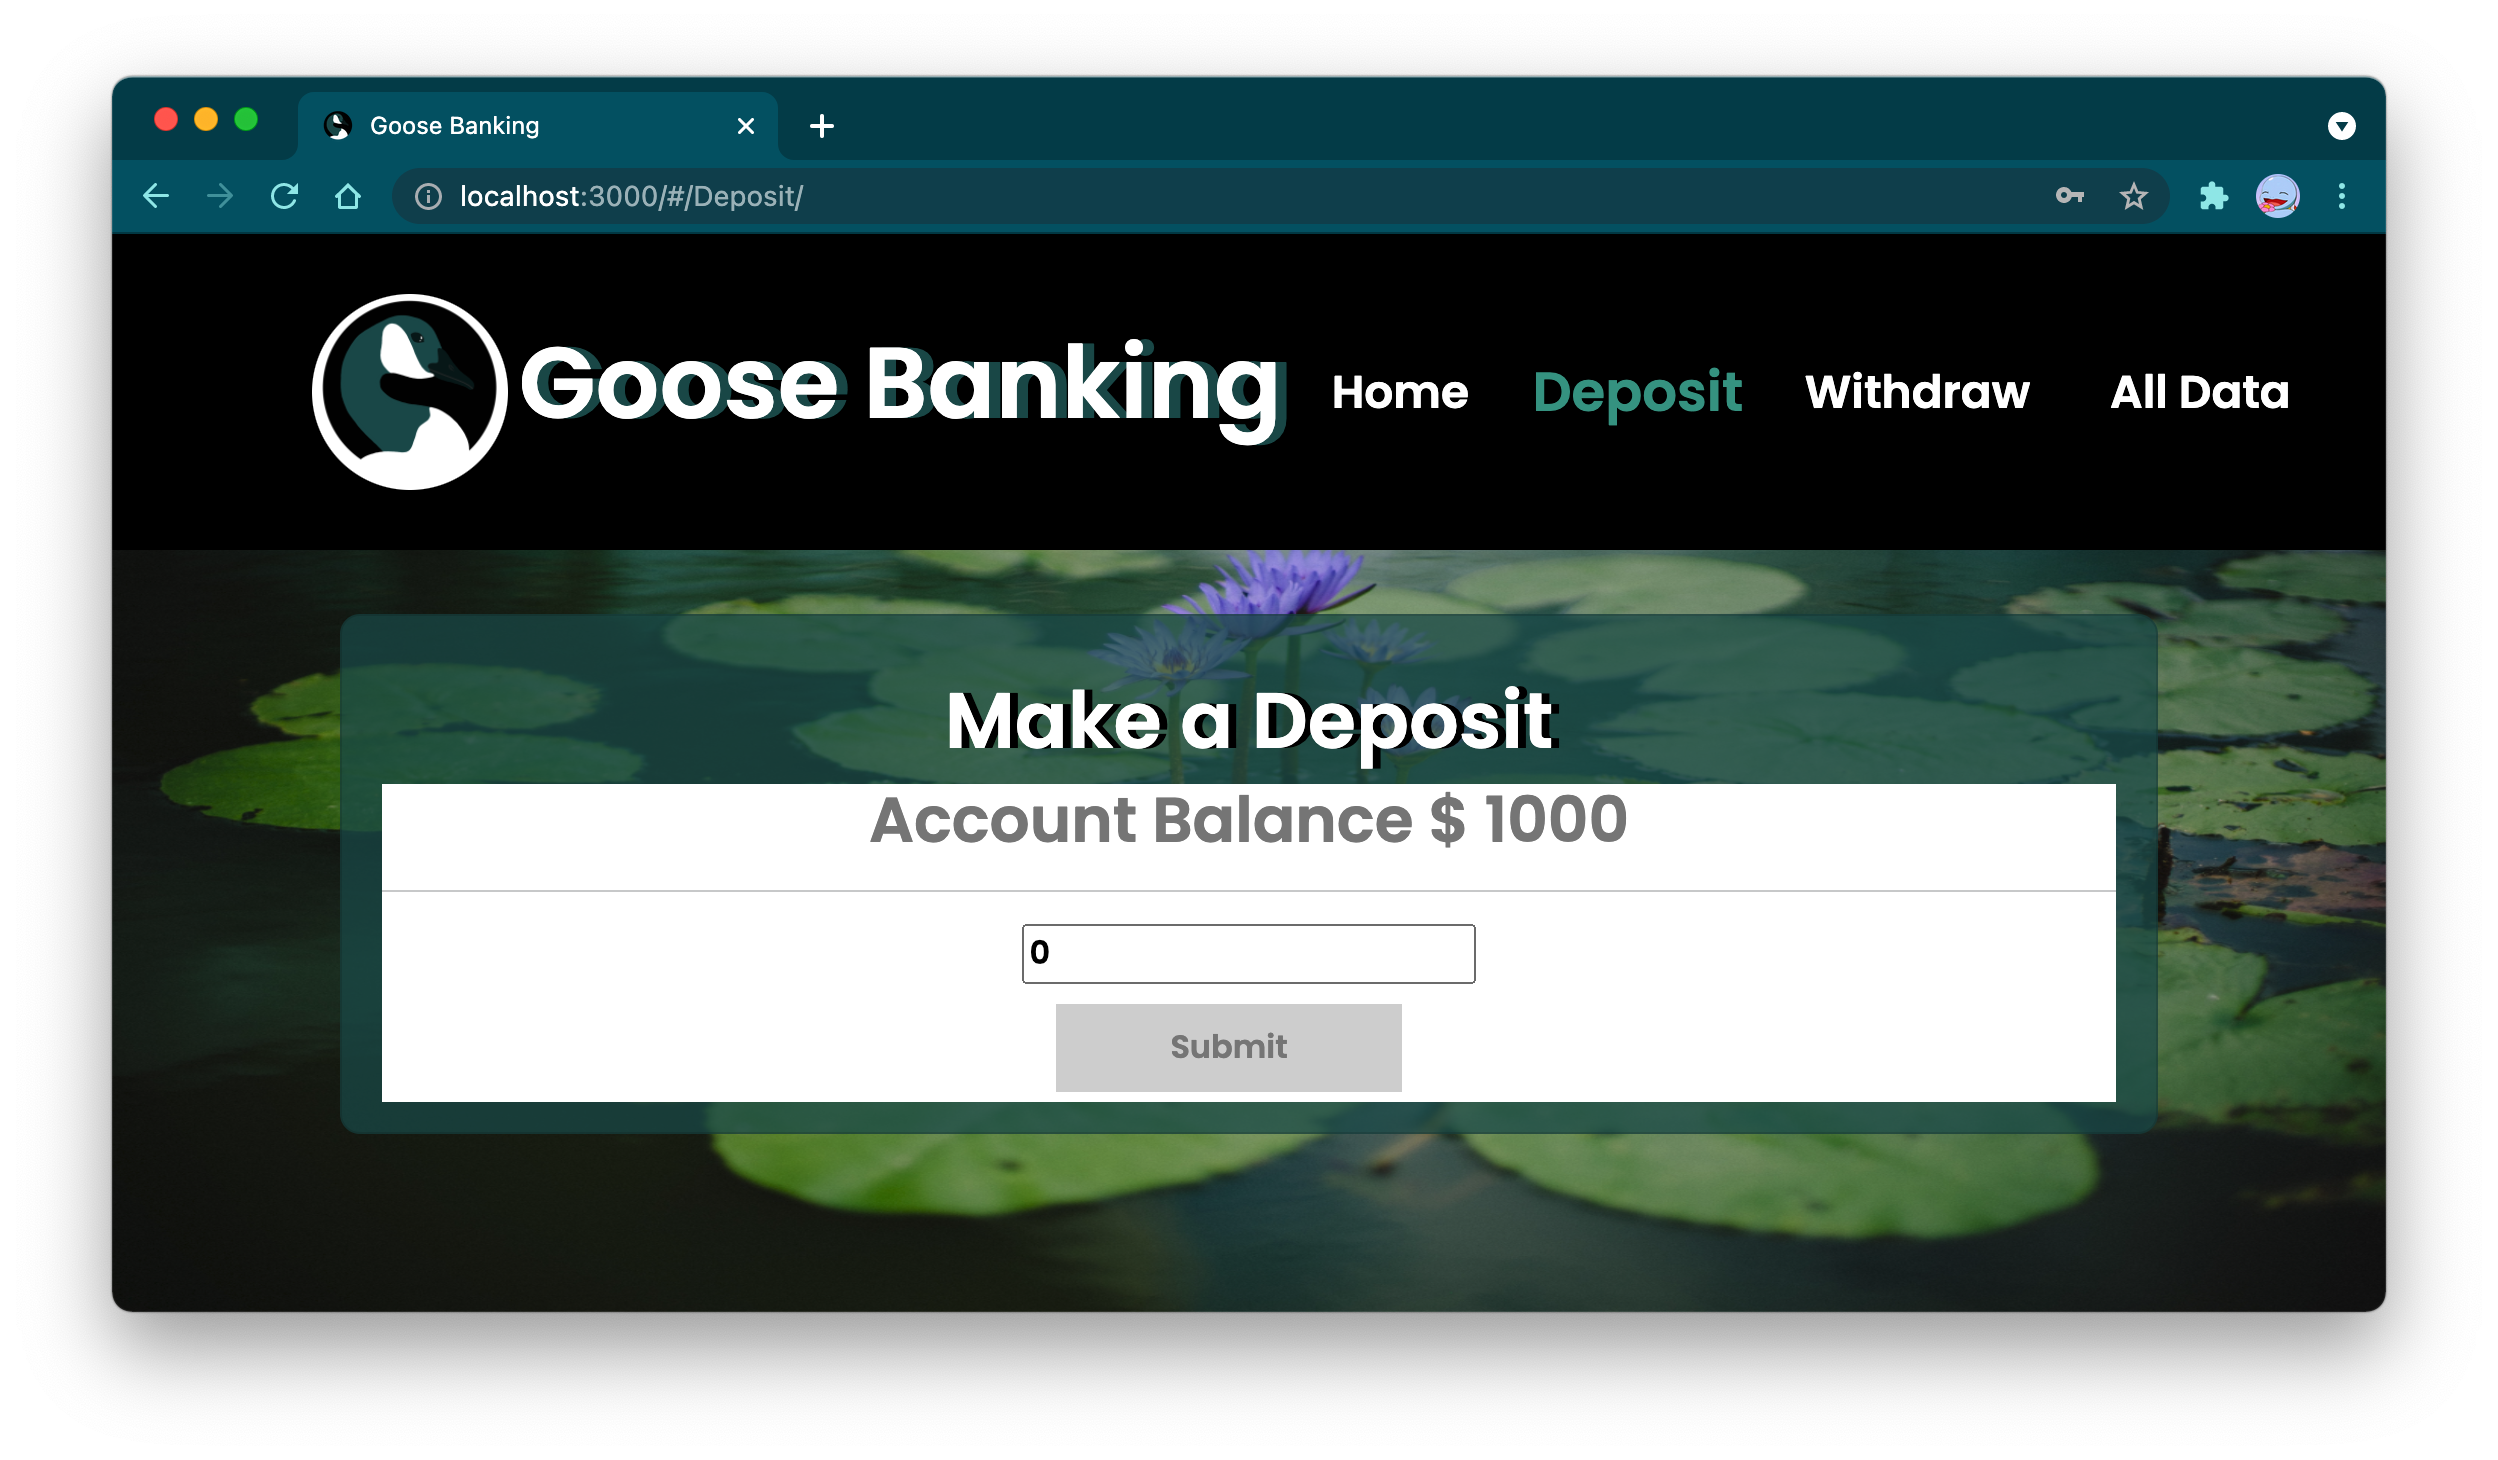 Goose Banking
localhost:3000/#/Deposit/
Goose Banking
Home Deposit Withdraw All Data
Make a Deposit
Account Balance $ 1000
0
Submit